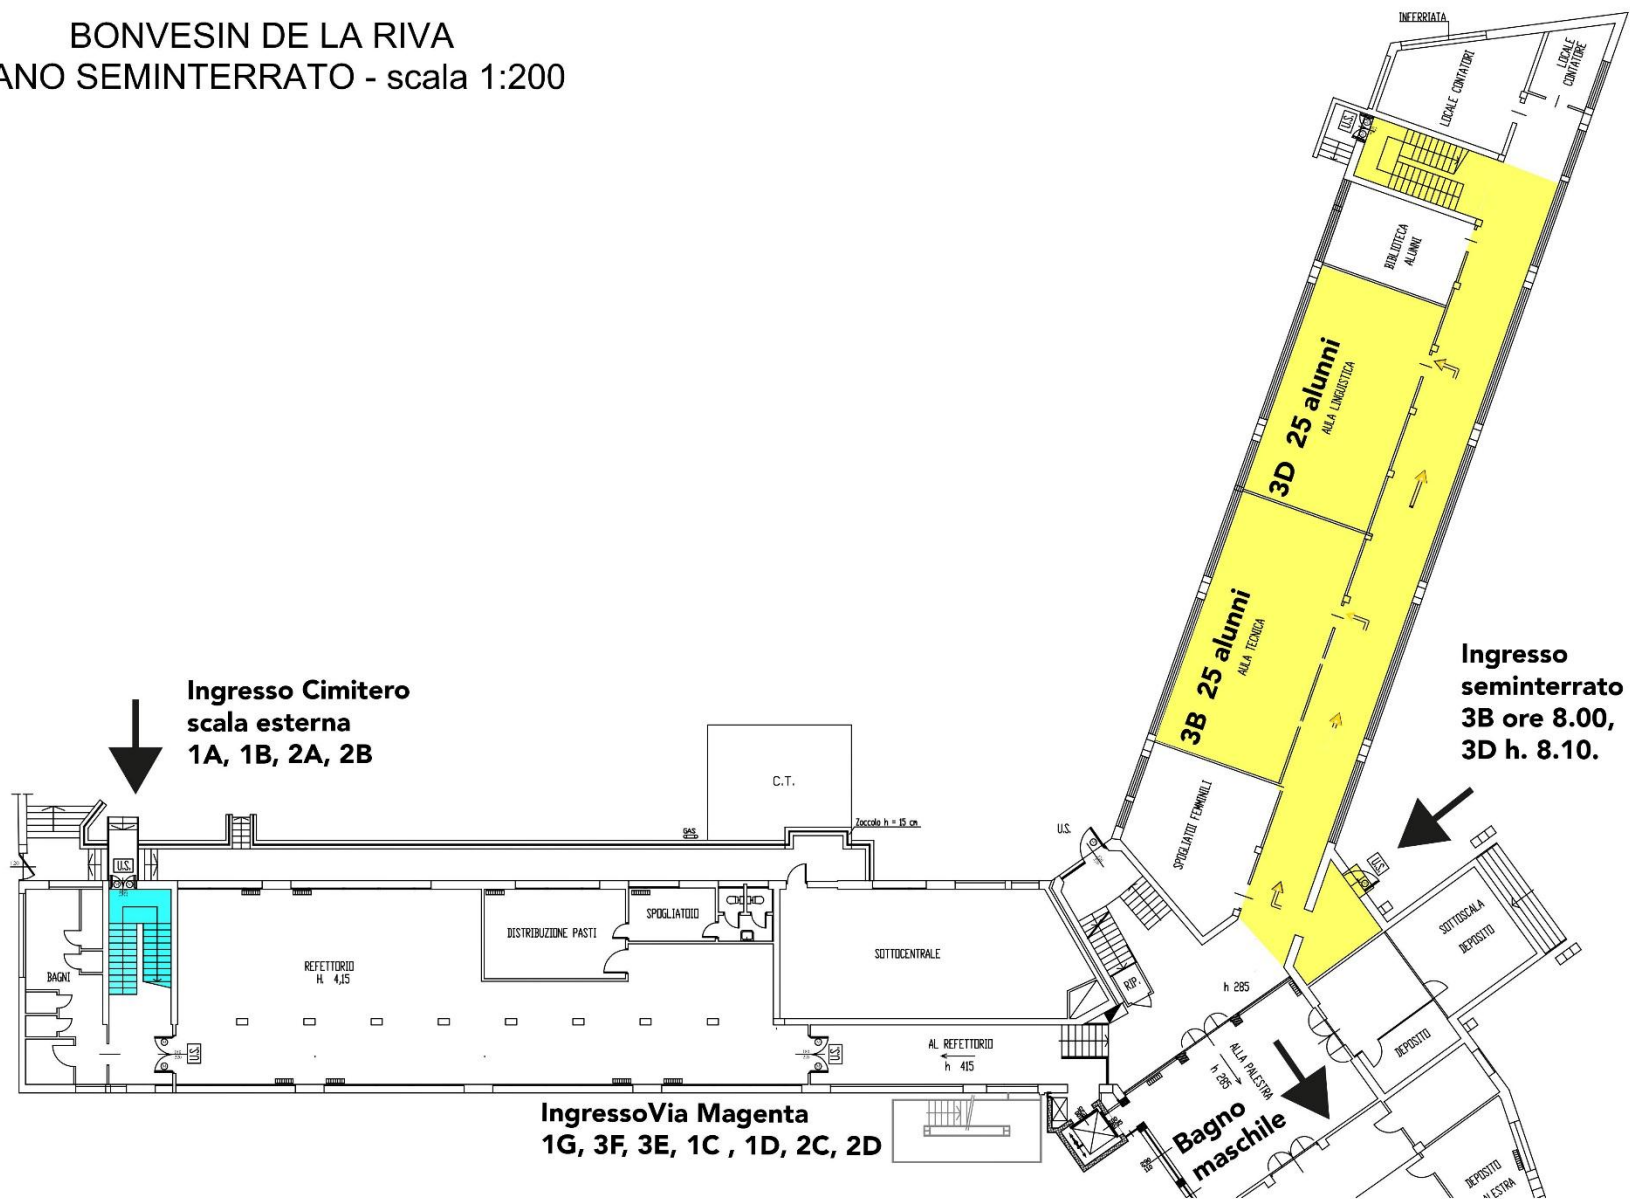 BONVESIN DE LA RIVA
ANO SEMINTERRATO - scala 1:200
INFERRIATA
LOCALE CONTATORI
LOCALE
CONTATORE
U.S.
BIBLIOTECA
ALUNNI
3D 25 alunni
AULA LINGUISTICA
3B 25 alunni
AULA TECNICA
Ingresso
seminterrato
3B ore 8.00,
3D h. 8.10.
Ingresso Cimitero
scala esterna
1A, 1B, 2A, 2B
C.T.
GAS
Zoccolo h = 15 cm
U.S.
SPOGLIATOI FEMMINILI
U.S.
U.S.
SOTTOSCALA
DEPOSITO
BAGNI
REFETTORIO
H. 4,15
DISTRIBUZIONE PASTI
SPOGLIATOIO
SOTTOCENTRALE
RIP.
h 285
U.S.
U.S.
AL REFETTORIO
h 415
ALLA PALESTRA
h 285
DEPOSITO
IngressoVia Magenta
1G, 3F, 3E, 1C , 1D, 2C, 2D
Bagno
maschile
DEPOSITO
ALESTRA